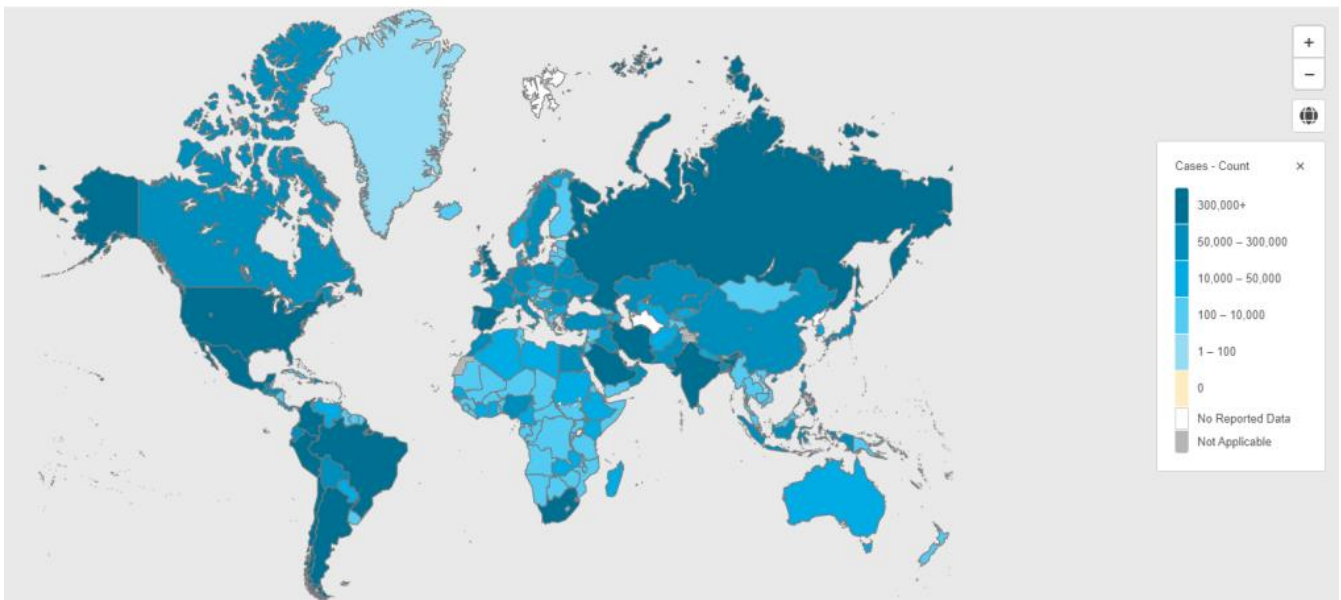 +
−
Cases - Count ×
300,000+
50,000 – 300,000
10,000 – 50,000
100 – 10,000
1 – 100
0
No Reported Data
Not Applicable